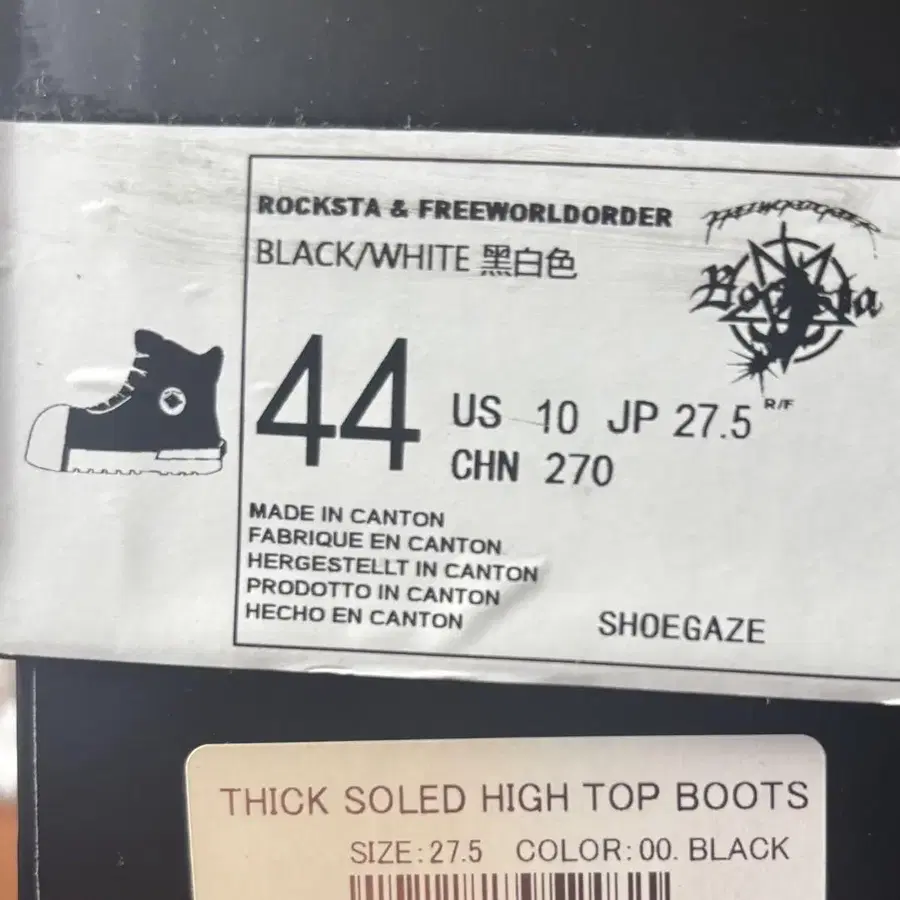 ROCKSTA & FREEWORLDORDER
BLACK/WHITE 黑白色
44
US 10 JP 27.5 R/F
CHN 270
MADE IN CANTON
FABRIQUE EN CANTON
HERGESTELLT IN CANTON
PRODOTTO IN CANTON
HECHO EN CANTON
SHOEGAZE
THICK SOLED HIGH TOP BOOTS
SIZE:27.5 COLOR:00. BLACK